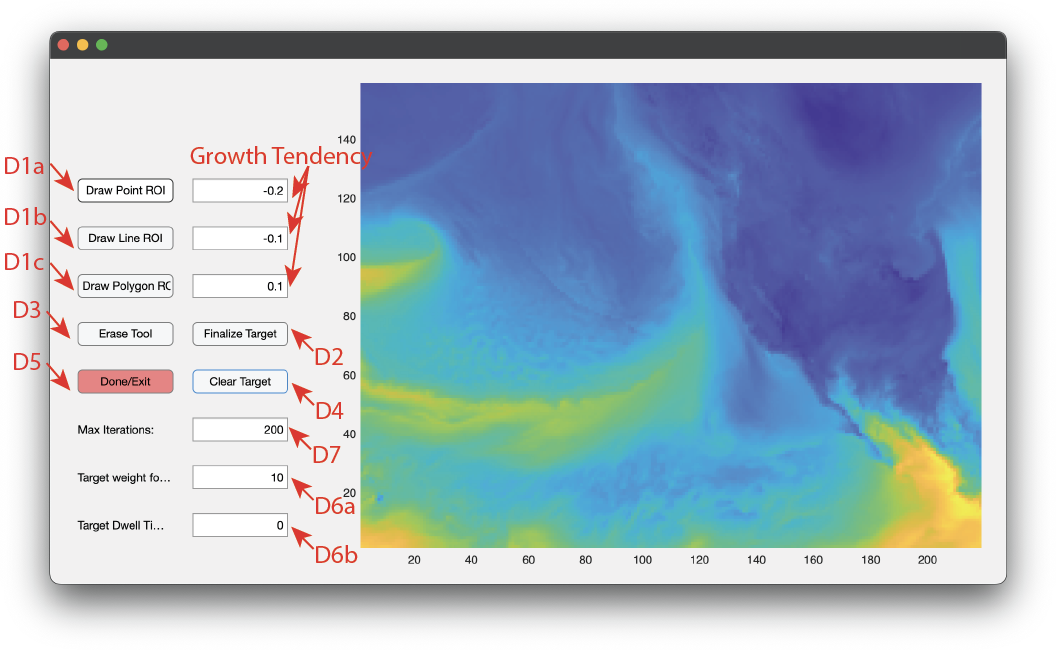 140
Growth Tendency
D1a
Draw Point ROI
-0.2
120
D1b
Draw Line ROI
-0.1
100
D1c
Draw Polygon RO
0.1
D3
80
Erase Tool
Finalize Target
D2
D5
60
Done/Exit
Clear Target
D4
Max Iterations:
200
40
D7
Target weight fo...
10
20
D6a
Target Dwell Ti...
0
D6b
20 40 60 80 100 120 140 160 180 200